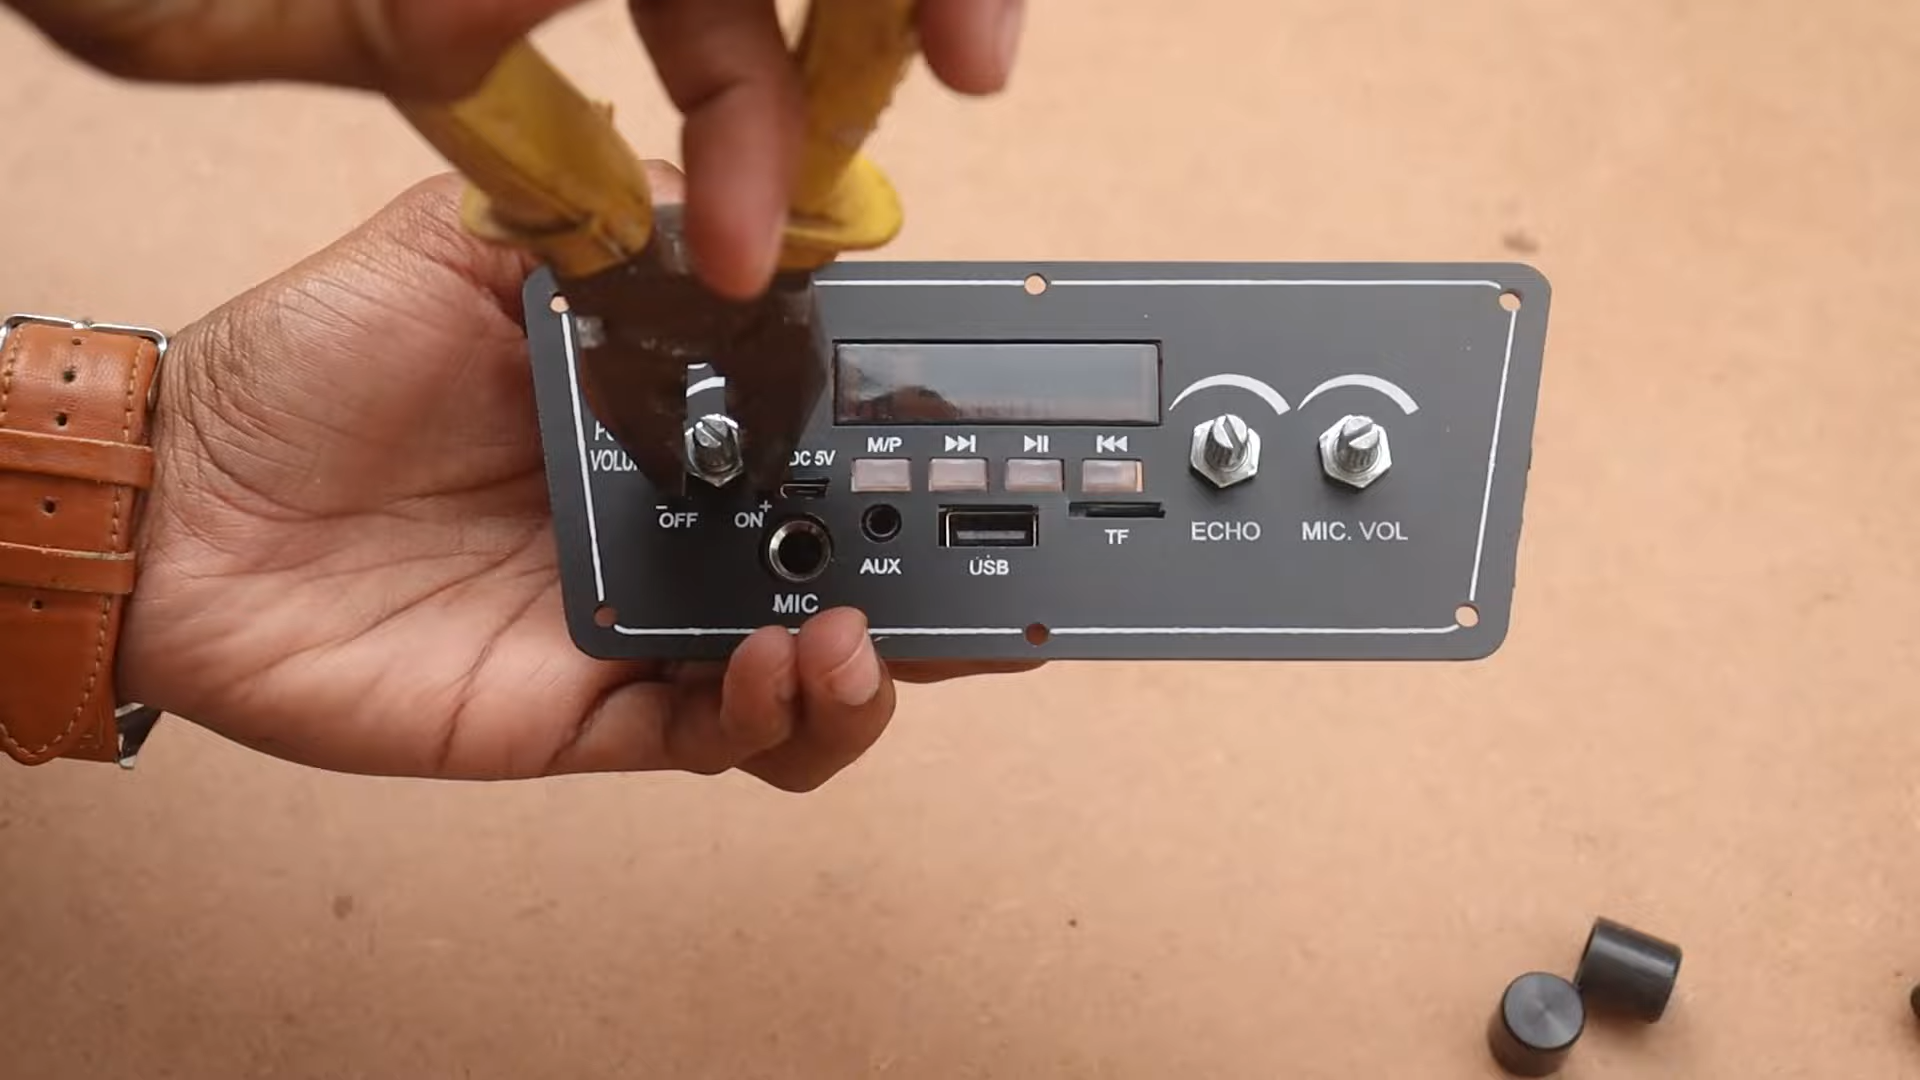 DC 5V
M/P
OFF
ON
MIC
AUX
USB
TF
ECHO
MIC. VOL